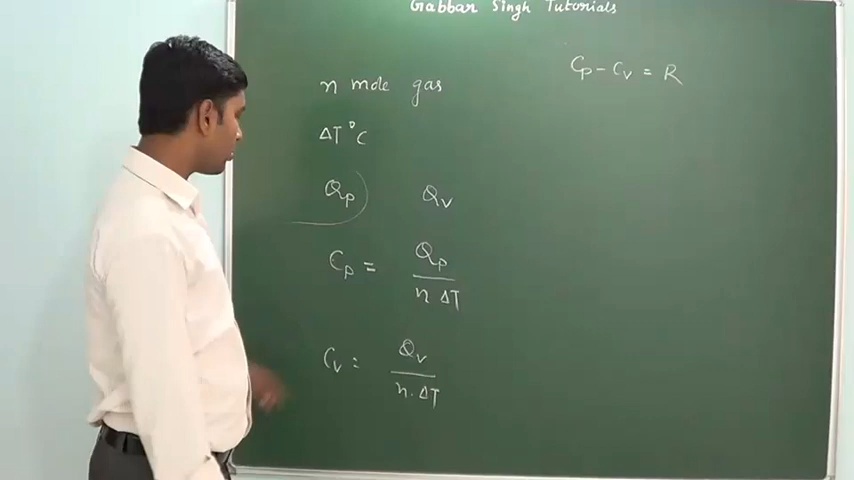 Gabbar Singh Tutorials
n mole gas
ΔT °C
Qp Qv
Cp = Qp / n ΔT
Cv = Qv / n. ΔT
Cp - Cv = R